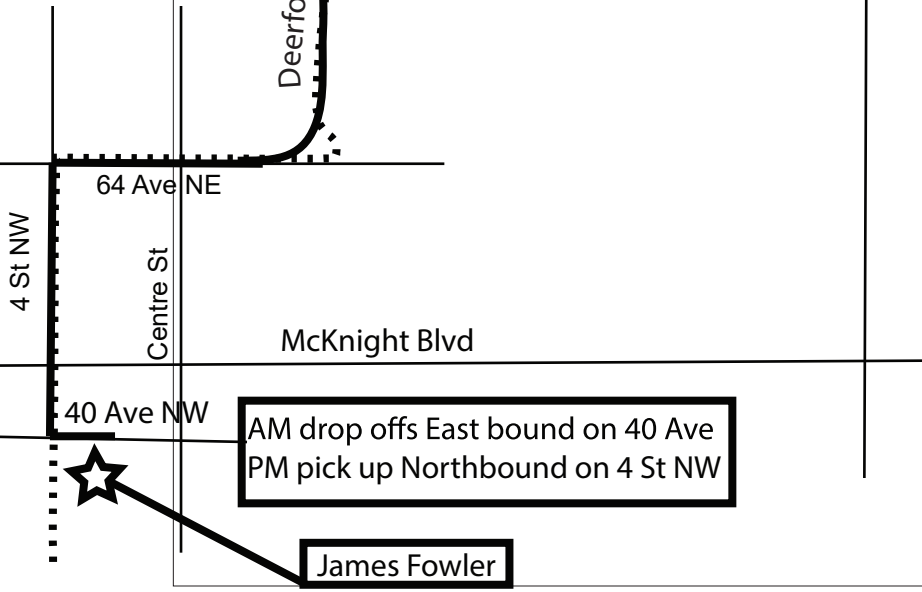 64 Ave NE
4 St NW
Centre St
McKnight Blvd
40 Ave NW
AM drop offs East bound on 40 Ave
PM pick up Northbound on 4 St NW
James Fowler